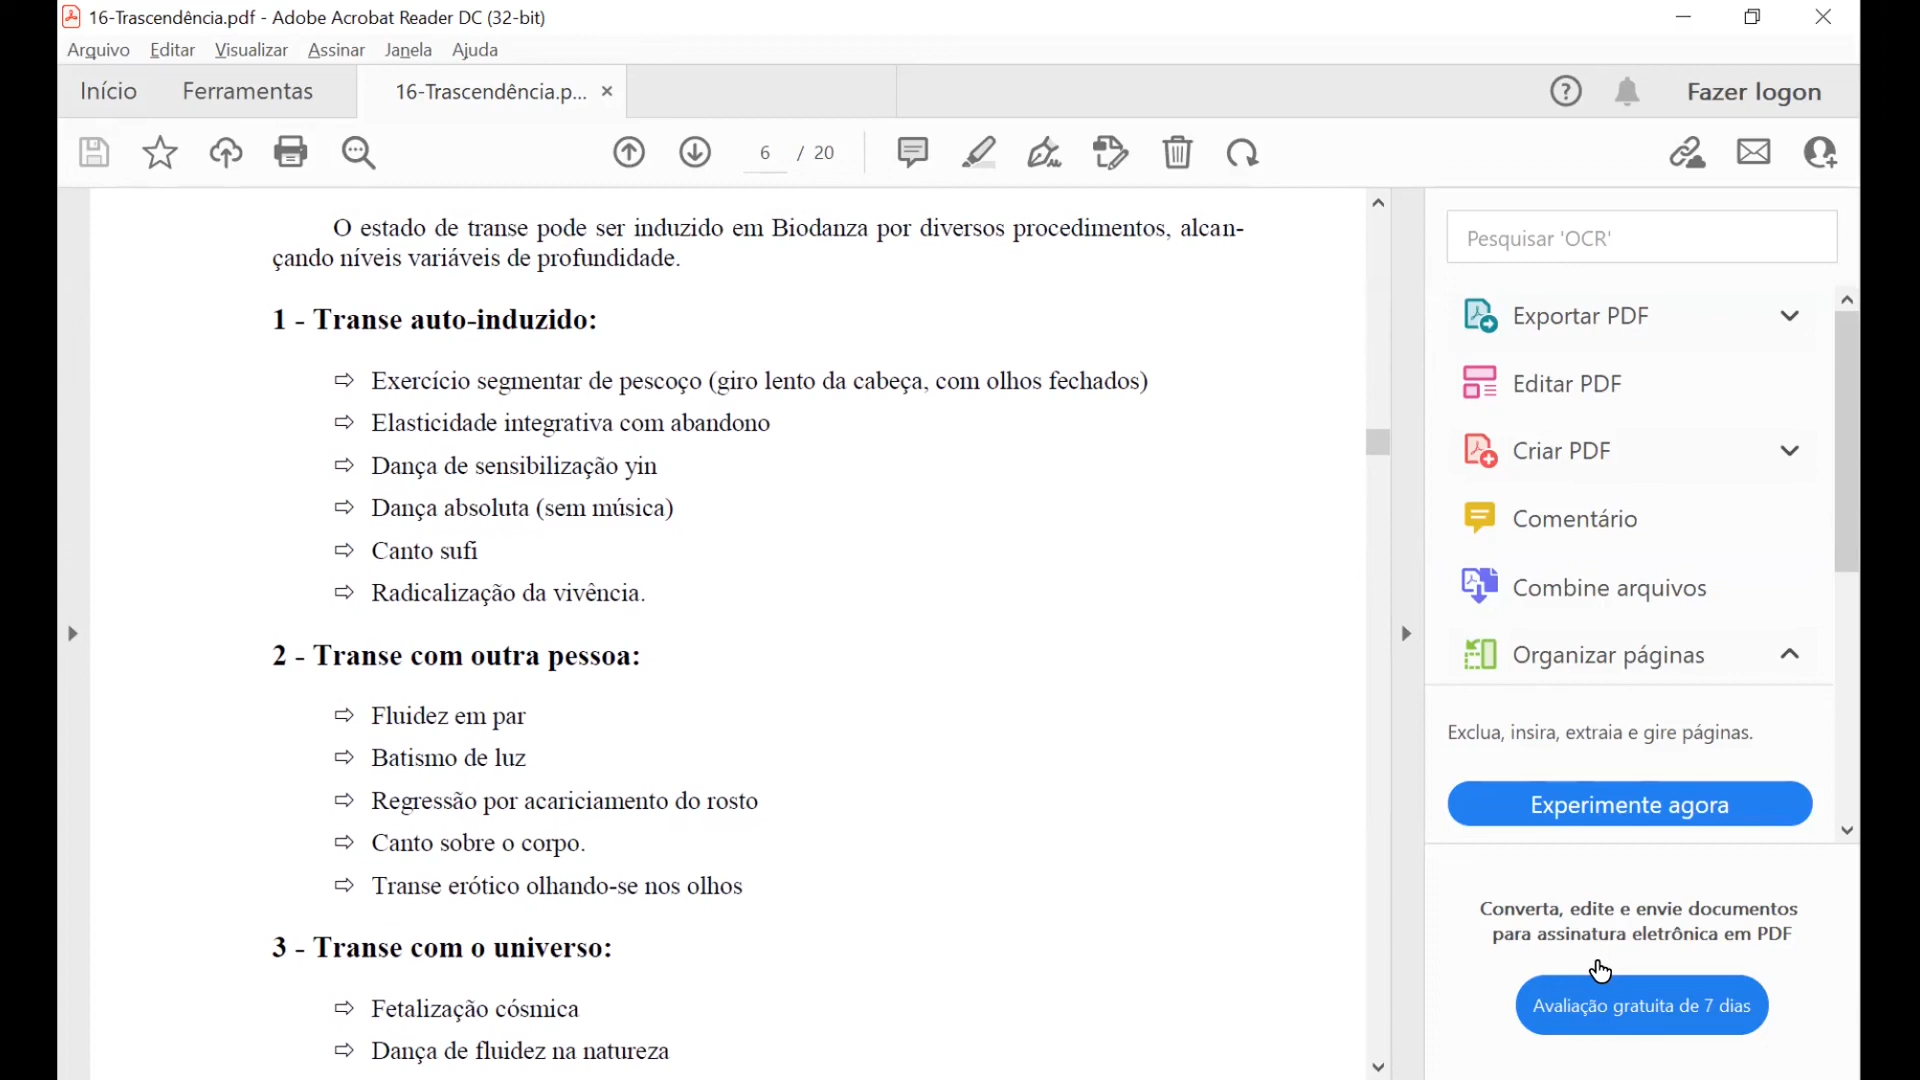 16-Trascendência.pdf - Adobe Acrobat Reader DC (32-bit)
Arquivo Editar Visualizar Assinar Janela Ajuda
Início Ferramentas 16-Trascendência.p... × Fazer logon
6 / 20
O estado de transe pode ser induzido em Biodanza por diversos procedimentos, alcan-
çando níveis variáveis de profundidade.
1 - Transe auto-induzido:
⇨ Exercício segmentar de pescoço (giro lento da cabeça, com olhos fechados)
⇨ Elasticidade integrativa com abandono
⇨ Dança de sensibilização yin
⇨ Dança absoluta (sem música)
⇨ Canto sufi
⇨ Radicalização da vivência.
2 - Transe com outra pessoa:
⇨ Fluidez em par
⇨ Batismo de luz
⇨ Regressão por acariciamento do rosto
⇨ Canto sobre o corpo.
⇨ Transe erótico olhando-se nos olhos
3 - Transe com o universo:
⇨ Fetalização cósmica
⇨ Dança de fluidez na natureza
Pesquisar 'OCR'
Exportar PDF
Editar PDF
Criar PDF
Comentário
Combine arquivos
Organizar páginas
Exclua, insira, extraia e gire páginas.
Experimente agora
Converta, edite e envie documentos
para assinatura eletrônica em PDF
Avaliação gratuita de 7 dias